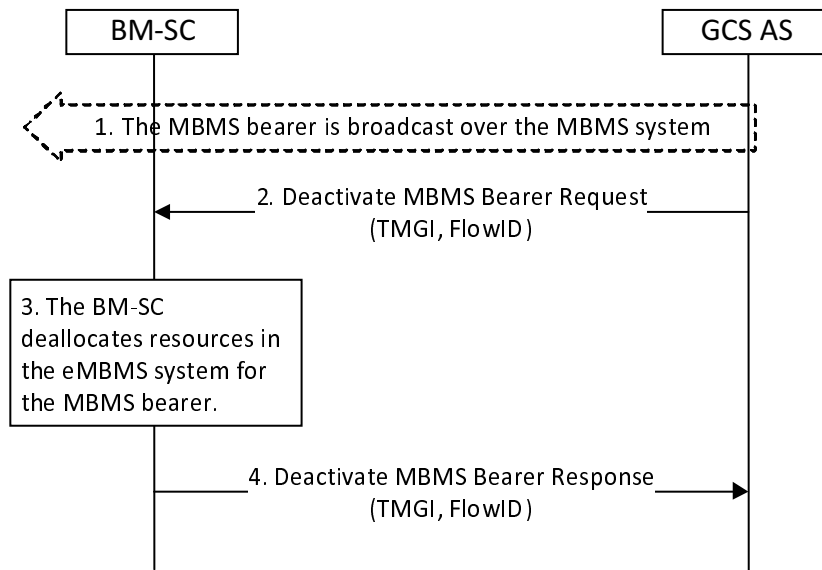 BM-SC
GCS AS
1. The MBMS bearer is broadcast over the MBMS system
2. Deactivate MBMS Bearer Request
(TMGI, FlowID)
3. The BM-SC
deallocates resources in
the eMBMS system for
the MBMS bearer.
4. Deactivate MBMS Bearer Response
(TMGI, FlowID)